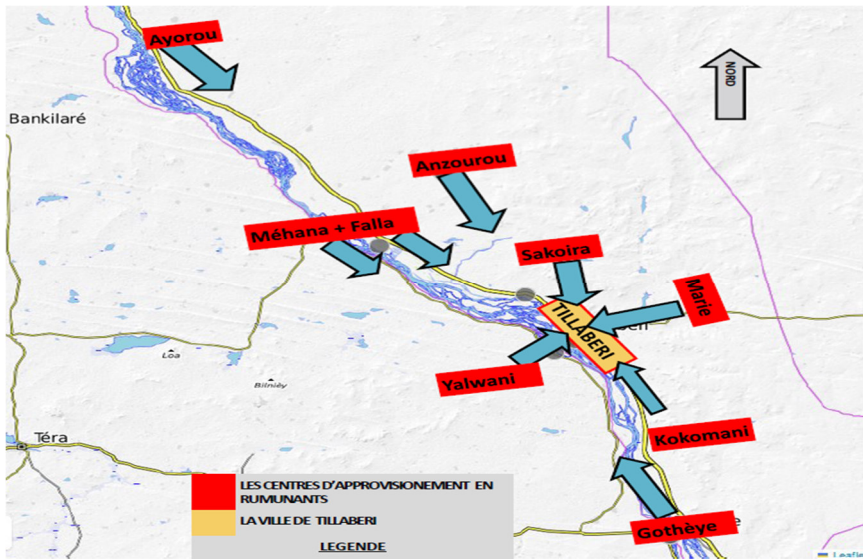 Ayorou
NORD
Bankilaré
Anzourou
Méhana + Falla
Sakoira
Marie
TILLABERI
Loa
Yalwani
Bilniéy
Téra
Kokomani
LES CENTRES D'APPROVISIONEMENT EN
RUMUNANTS
LA VILLE DE TILLABERI
LEGENDE
Gothèye